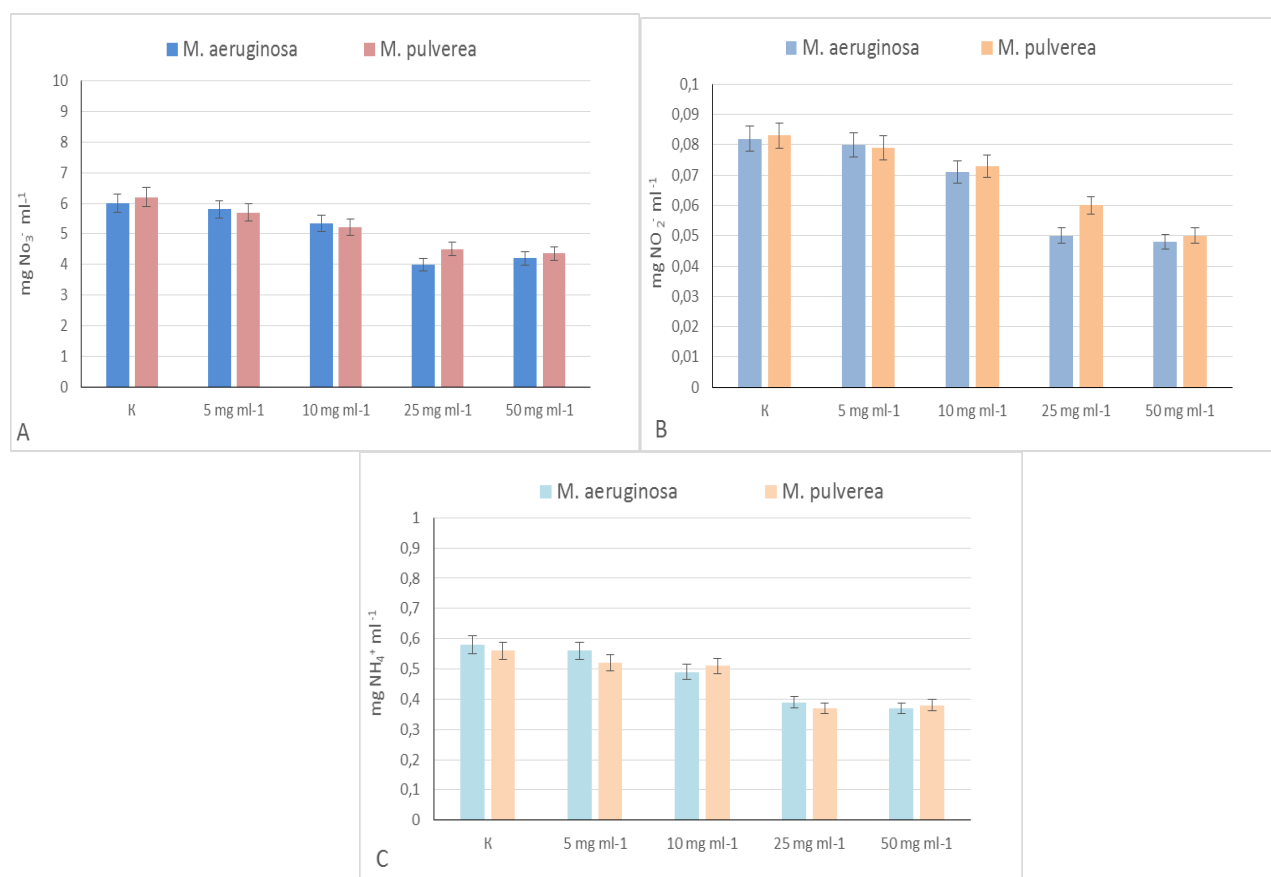 M. aeruginosa M. pulverea
10
9
8
7
6
5
4
3
2
1
0
mg No₃⁻ ml⁻¹
K 5 mg ml-1 10 mg ml-1 25 mg ml-1 50 mg ml-1
A
M. aeruginosa M. pulverea
0,1
0,09
0,08
0,07
0,06
0,05
0,04
0,03
0,02
0,01
0
mg NO₂⁻ ml⁻¹
K 5 mg ml-1 10 mg ml-1 25 mg ml-1 50 mg ml-1
B
M. aeruginosa M. pulverea
1
0,9
0,8
0,7
0,6
0,5
0,4
0,3
0,2
0,1
0
mg NH₄⁺ ml⁻¹
K 5 mg ml-1 10 mg ml-1 25 mg ml-1 50 mg ml-1
C